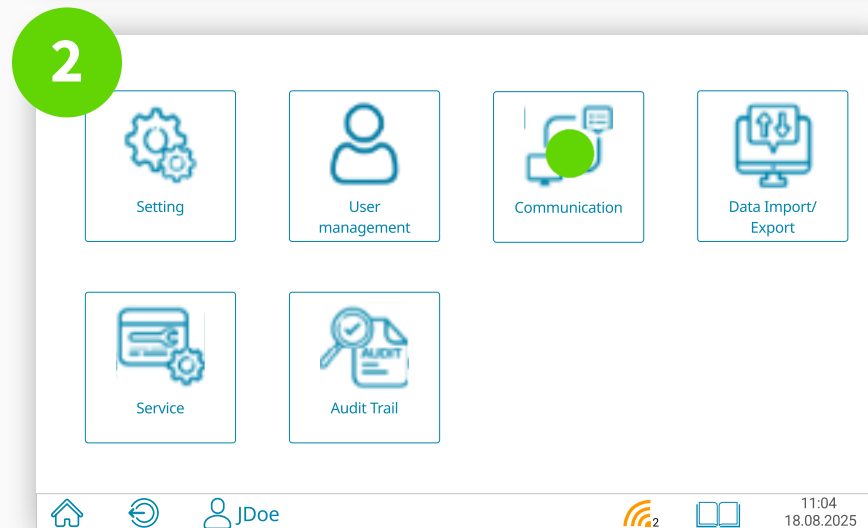 2
Setting
User
management
Communication
Data Import/
Export
Service
AUDIT
Audit Trail
JDoe
2
11:04
18.08.2025